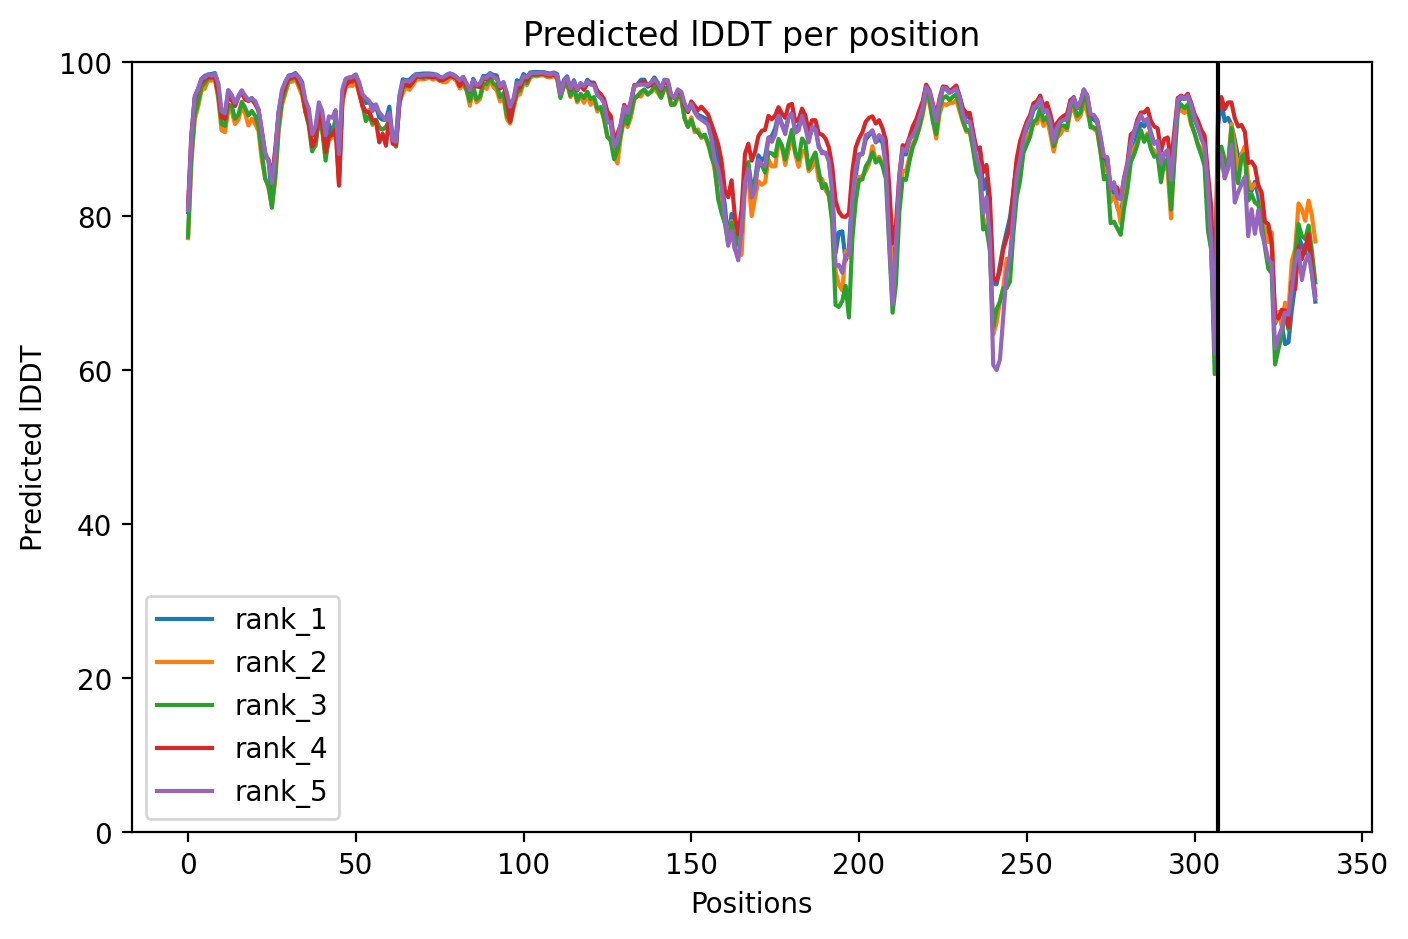 Predicted lDDT per position
Predicted lDDT
100
80
60
40
20
0
rank_1
rank_2
rank_3
rank_4
rank_5
0 50 100 150 200 250 300 350
Positions